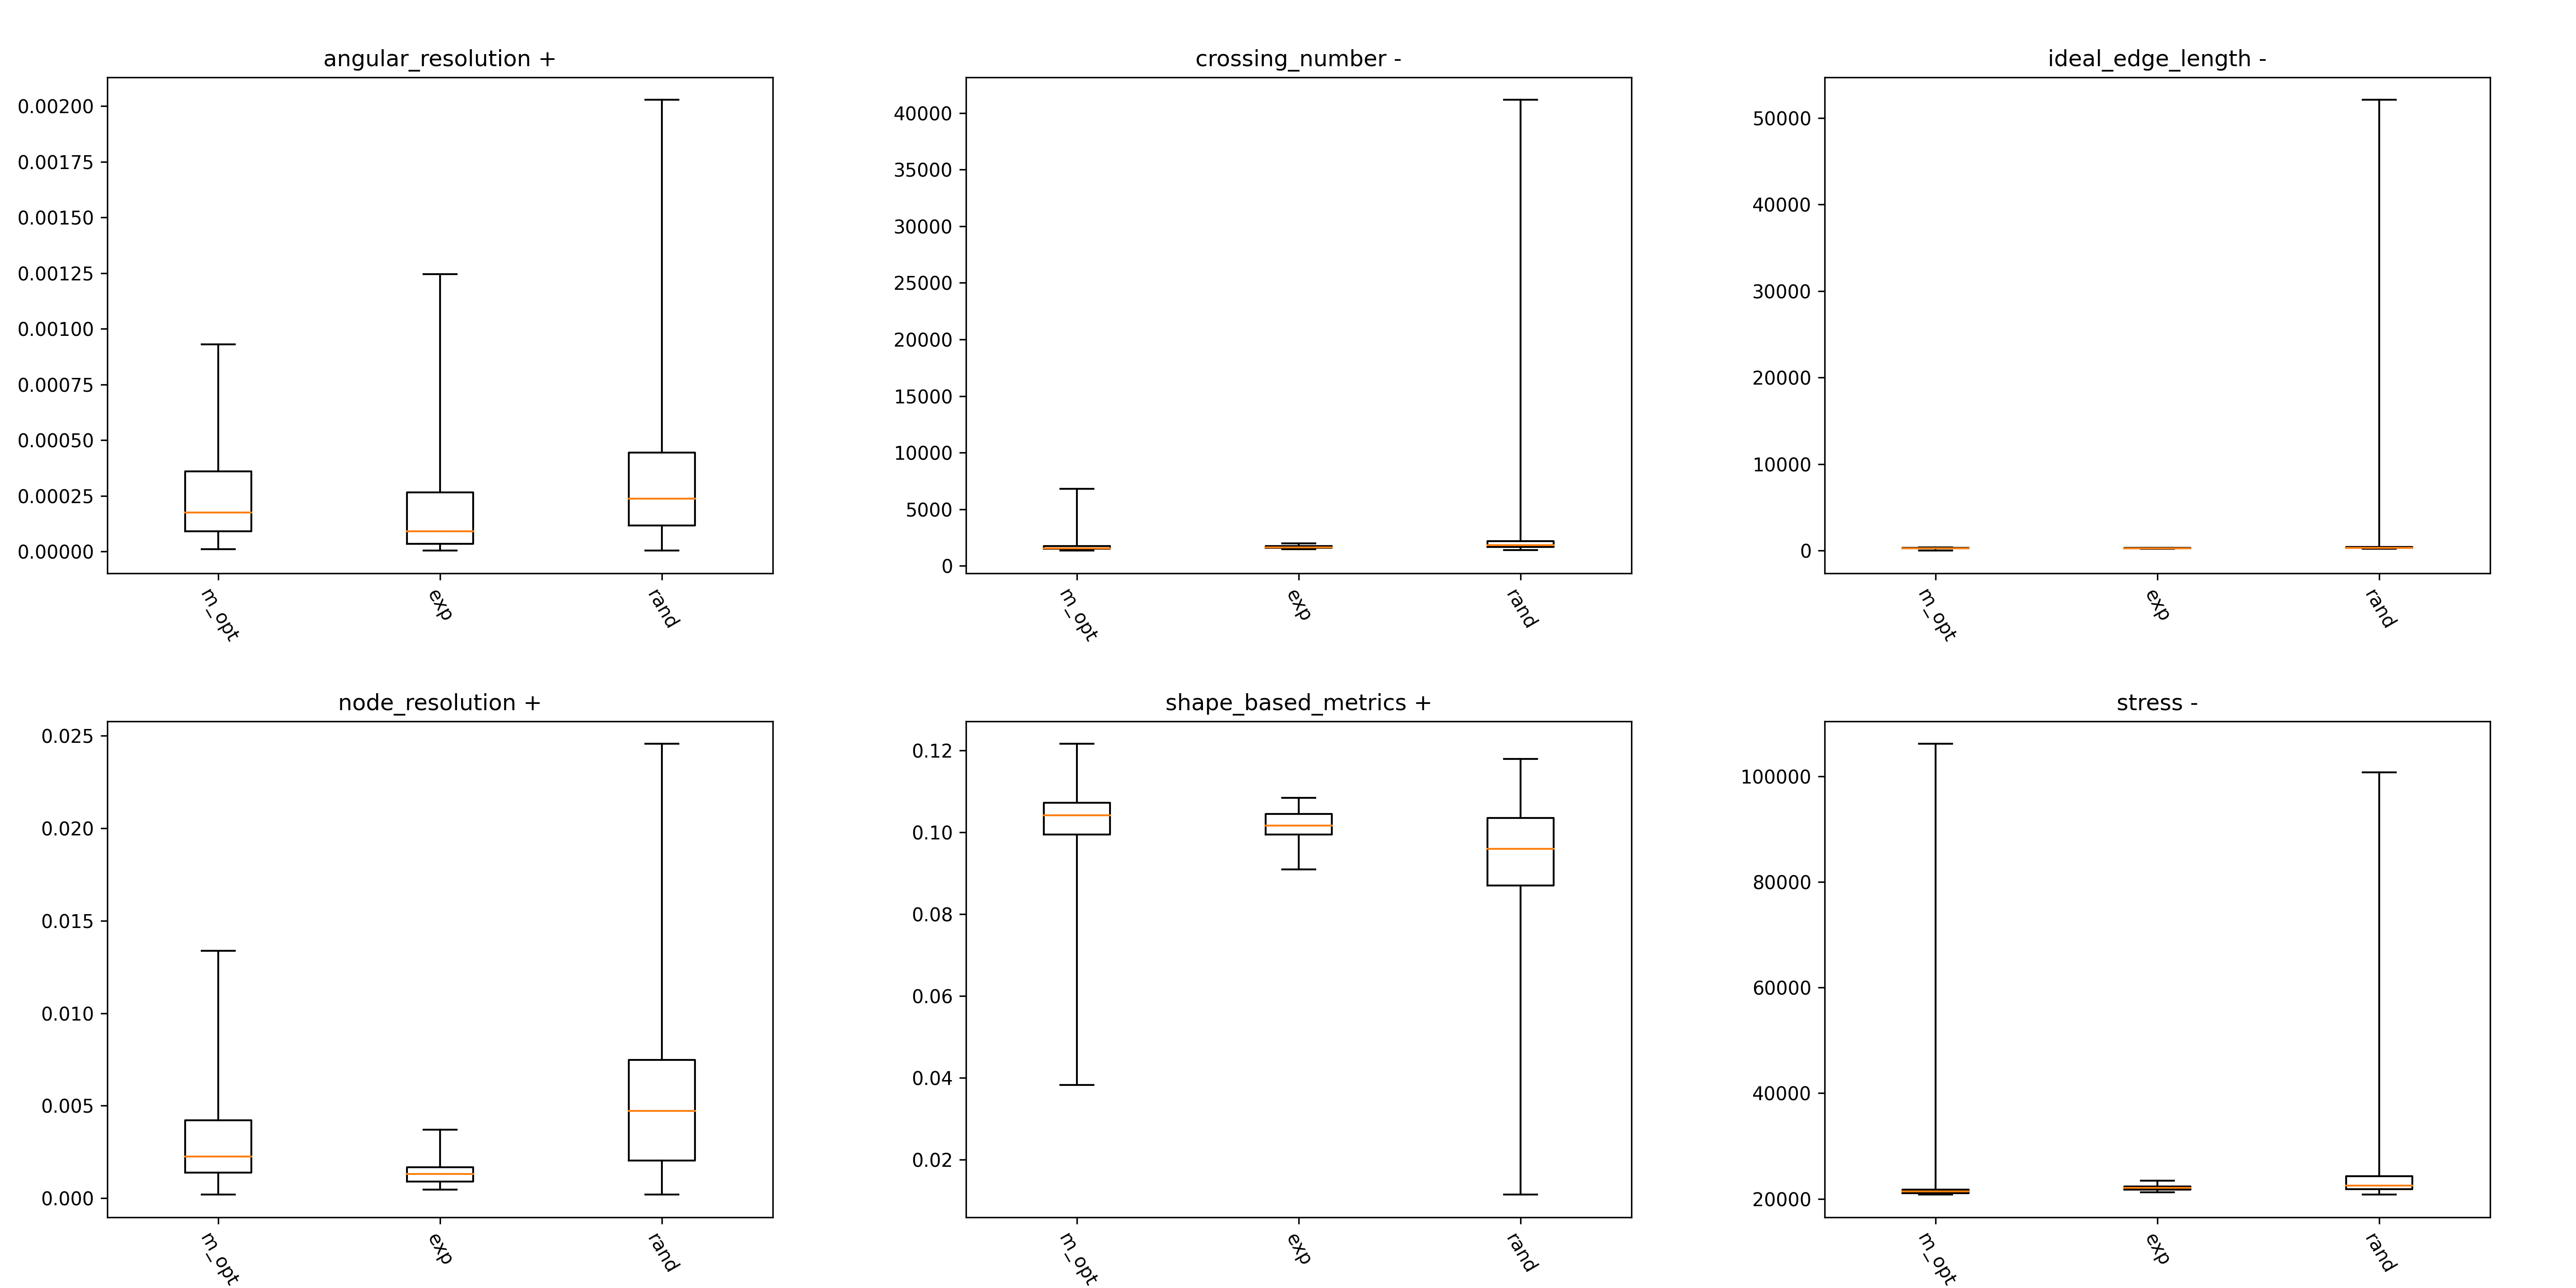 angular_resolution +
0.00200
0.00175
0.00150
0.00125
0.00100
0.00075
0.00050
0.00025
0.00000
m_opt
exp
rand
crossing_number -
40000
35000
30000
25000
20000
15000
10000
5000
0
m_opt
exp
rand
ideal_edge_length -
50000
40000
30000
20000
10000
0
m_opt
exp
rand
node_resolution +
0.025
0.020
0.015
0.010
0.005
0.000
m_opt
exp
rand
shape_based_metrics +
0.12
0.10
0.08
0.06
0.04
0.02
m_opt
exp
rand
stress -
100000
80000
60000
40000
20000
m_opt
exp
rand